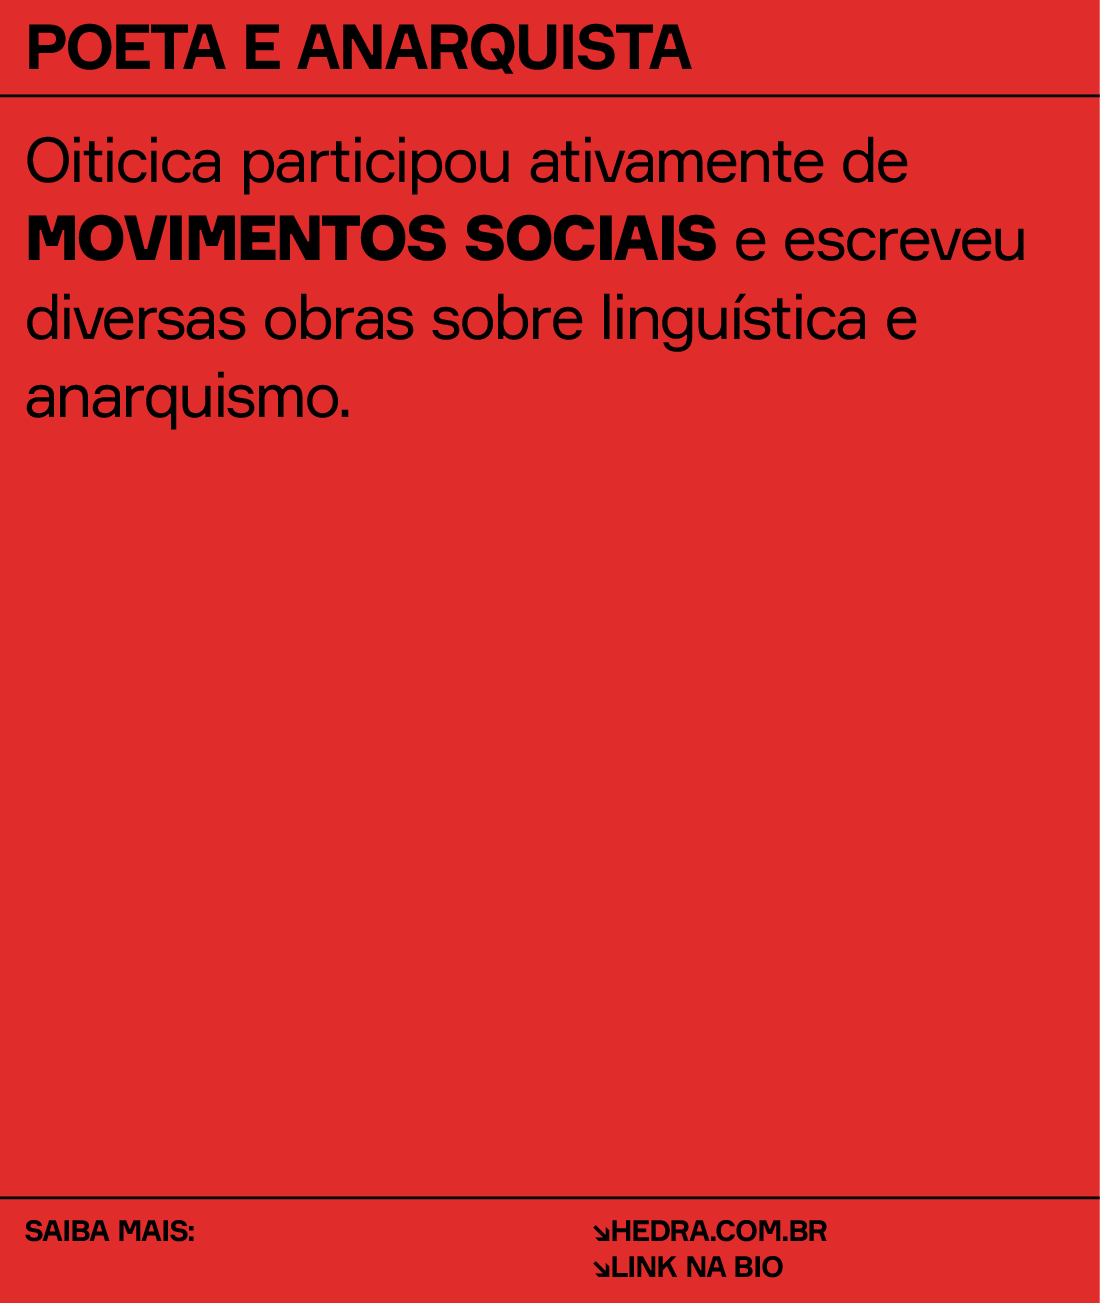 POETA E ANARQUISTA
Oiticica participou ativamente de
MOVIMENTOS SOCIAIS e escreveu
diversas obras sobre linguística e
anarquismo.
SAIBA MAIS:
↘HEDRA.COM.BR
↘LINK NA BIO